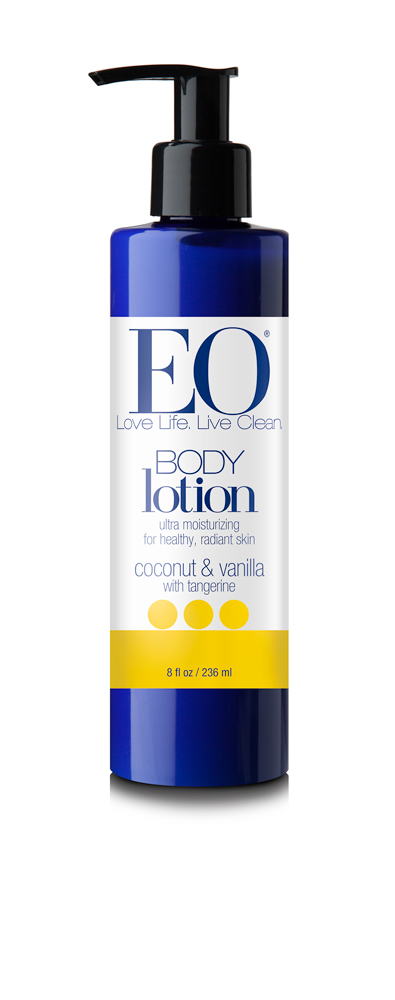 EO®
Love Life. Live Clean.
BODY
lotion
ultra moisturizing
for healthy, radiant skin
coconut & vanilla
with tangerine
8 fl oz / 236 ml